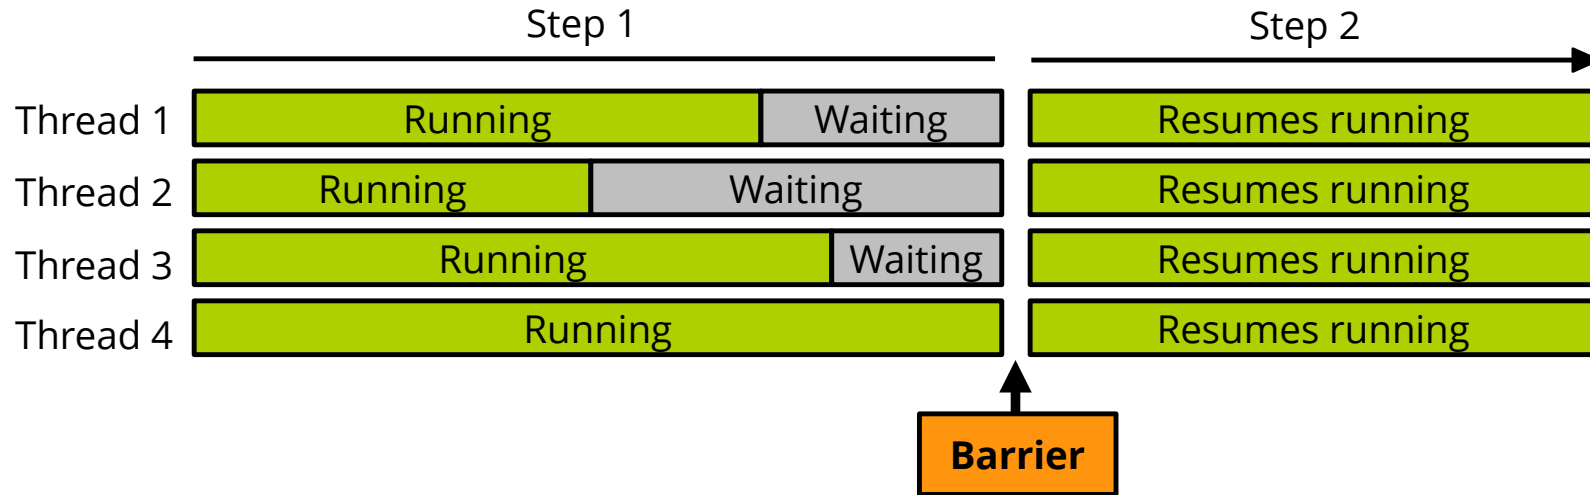 Step 1 Step 2
Thread 1 Running Waiting Resumes running
Thread 2 Running Waiting Resumes running
Thread 3 Running Waiting Resumes running
Thread 4 Running Resumes running
Barrier